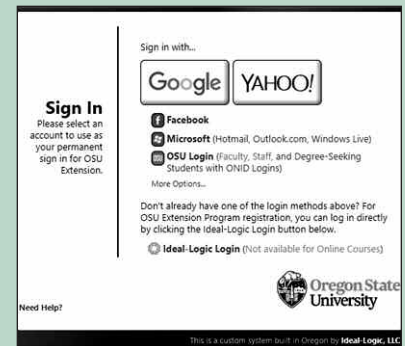 Sign in with...
Google YAHOO!
Sign In
Please select an
account to use as
your permanent
sign in for OSU
Extension.
Facebook
Microsoft (Hotmail, Outlook.com, Windows Live)
OSU Login (Faculty, Staff, and Degree-Seeking
Students with ONID Logins)
More Options...
Don't already have one of the login methods above? For
OSU Extension Program registration, you can log in directly
by clicking the Ideal-Logic Login button below.
Ideal-Logic Login (Not available for Online Courses)
Oregon State
University
Need Help?
This is a custom system built in Oregon by Ideal-Logic, LLC